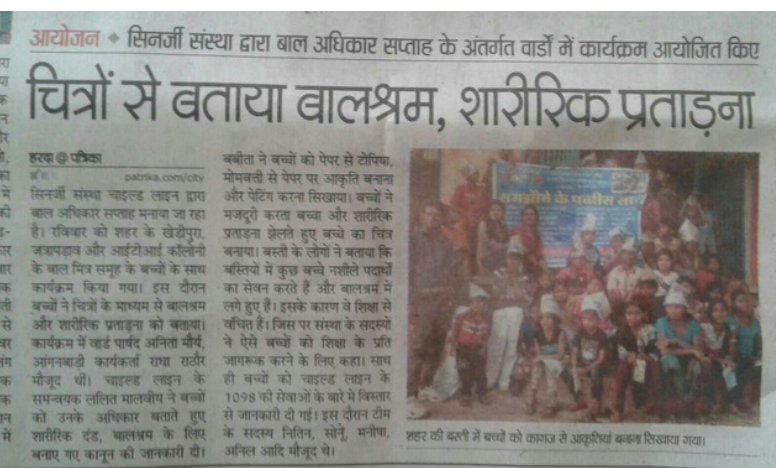 आयोजन ✦ सिनर्जी संस्था द्वारा बाल अधिकार सप्ताह के अंतर्गत वार्डों में कार्यक्रम आयोजित किए
चित्रों से बताया बालश्रम, शारीरिक प्रताड़ना
हरदा @ पत्रिका
patrika.com/city
सिनर्जी संस्था चाइल्ड लाइन द्वारा
बाल अधिकार सप्ताह मनाया जा रहा
है। रविवार को शहर के खेड़ीपुरा,
जत्रापड़ाव और आईटीआई कॉलोनी
के बाल मित्र समूह के बच्चों के साथ
कार्यक्रम किया गया। इस दौरान
बच्चों ने चित्रों के माध्यम से बालश्रम
और शारीरिक प्रताड़ना को बताया।
कार्यक्रम में वार्ड पार्षद अनिता मौर्य,
आंगनबाड़ी कार्यकर्ता राधा राठौर
मौजूद थीं। चाइल्ड लाइन के
समन्वयक ललित मालवीय ने बच्चों
को उनके अधिकार बताते हुए
शारीरिक दंड, बालश्रम के लिए
बनाए गए कानून की जानकारी दी।
बबीता ने बच्चों को पेपर से टोपिया,
मोमबत्ती से पेपर पर आकृति बनाना
और पेटिंग करना सिखाया। बच्चों ने
मजदूरी करता बच्चा और शारीरिक
प्रताड़ना झेलते हुए बच्चे का चित्र
बनाया। बस्ती के लोगों ने बताया कि
बस्तियों में कुछ बच्चे नशीले पदार्थों
का सेवन करते हैं और बालश्रम में
लगे हुए हैं। इसके कारण वे शिक्षा से
वंचित हैं। जिस पर संस्था के सदस्यों
ने ऐसे बच्चों को शिक्षा के प्रति
जागरूक करने के लिए कहा। साथ
ही बच्चों को चाइल्ड लाइन के
1098 की सेवाओं के बारे में विस्तार
से जानकारी दी गई। इस दौरान टीम
के सदस्य नितिन, सोनू, मनीषा,
अनिल आदि मौजूद थे।
समझौते के पच्चीस साल
शहर की बस्ती में बच्चों को कागज से आकृतियां बनाना सिखाया गया।